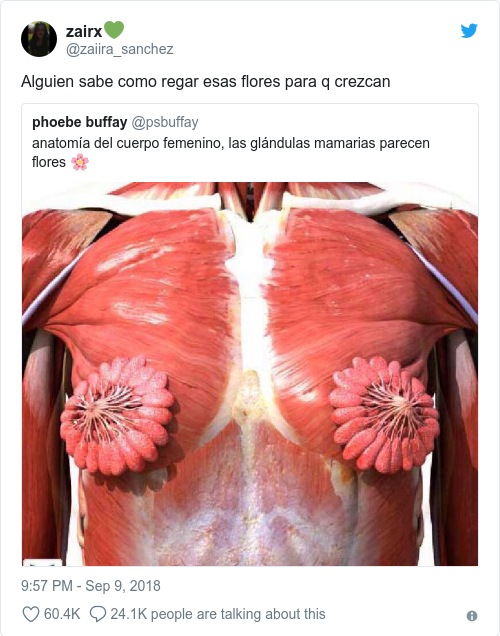 zairx💚
@zaiira_sanchez
Alguien sabe como regar esas flores para q crezcan
phoebe buffay @psbuffay
anatomía del cuerpo femenino, las glándulas mamarias parecen
flores 🌸
9:57 PM - Sep 9, 2018
60.4K 24.1K people are talking about this